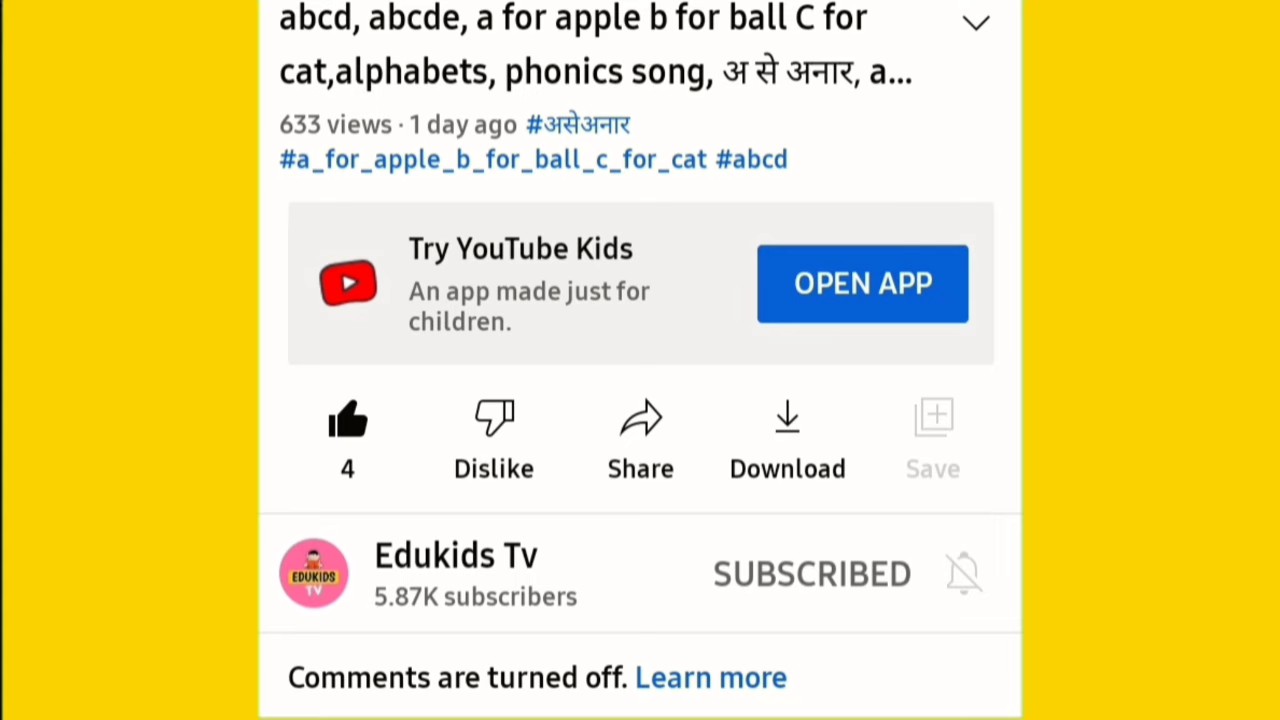 abcd, abcde, a for apple b for ball C for
cat,alphabets, phonics song, अ से अनार, a...
633 views · 1 day ago #असेअनार
#a_for_apple_b_for_ball_c_for_cat #abcd
Try YouTube Kids
An app made just for
children.
OPEN APP
4 Dislike Share Download Save
EDUKIDS
TV
Edukids Tv
5.87K subscribers
SUBSCRIBED
Comments are turned off. Learn more